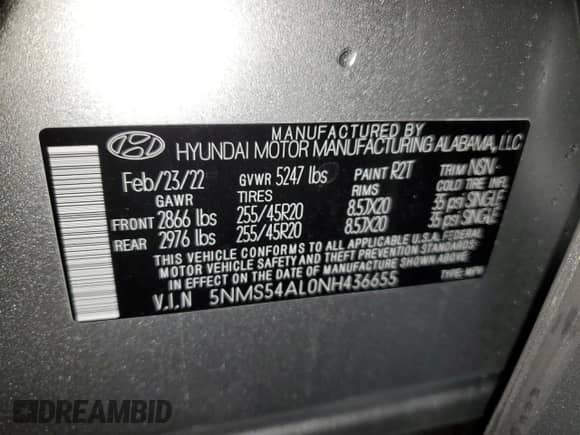 MANUFACTURED BY
HYUNDAI MOTOR MANUFACTURING ALABAMA, LLC
Feb/23/22 GVWR 5247 lbs PAINT R2T TRIM NSN
GAWR TIRES RIMS COLD TIRE INFL.
FRONT 2866 lbs 255/45R20 8.5JX20 35 psi SINGLE
REAR 2976 lbs 255/45R20 8.5JX20 35 psi SINGLE
THIS VEHICLE CONFORMS TO ALL APPLICABLE U.S.A. FEDERAL
MOTOR VEHICLE SAFETY AND THEFT PREVENTION STANDARDS
IN EFFECT ON THE DATE OF MANUFACTURE SHOWN ABOVE.
V.I.N 5NMS54AL0NH436655 TYPE: MPV
DREAMBID